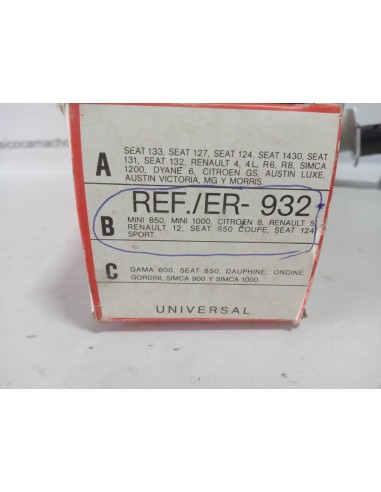 sicocamach
A
SEAT 133, SEAT 127, SEAT 124, SEAT 1430, SEAT
131, SEAT 132, RENAULT 4, 4L, R6, R8, SIMCA
1200, DYANE 6, CITROEN GS, AUSTIN LUXE,
AUSTIN VICTORIA, MG Y MORRIS
REF./ER- 932
B
MINI 850, MINI 1000, CITROEN 8, RENAULT 5
RENAULT 12, SEAT 850 COUPE, SEAT 124
SPORT.
C
GAMA 600, SEAT 850, DAUPHINE, ONDINE,
GORDINI, SIMCA 900 Y SIMCA 1000.
UNIVERSAL